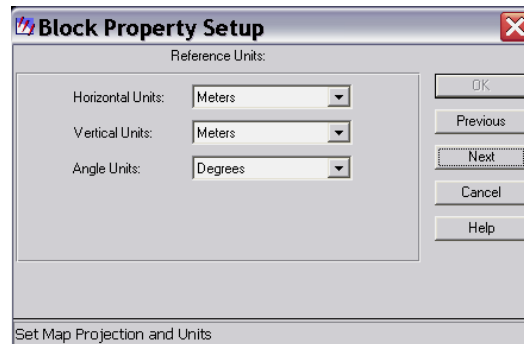 Block Property Setup
Reference Units:
Horizontal Units: Meters
Vertical Units: Meters
Angle Units: Degrees
OK
Previous
Next
Cancel
Help
Set Map Projection and Units